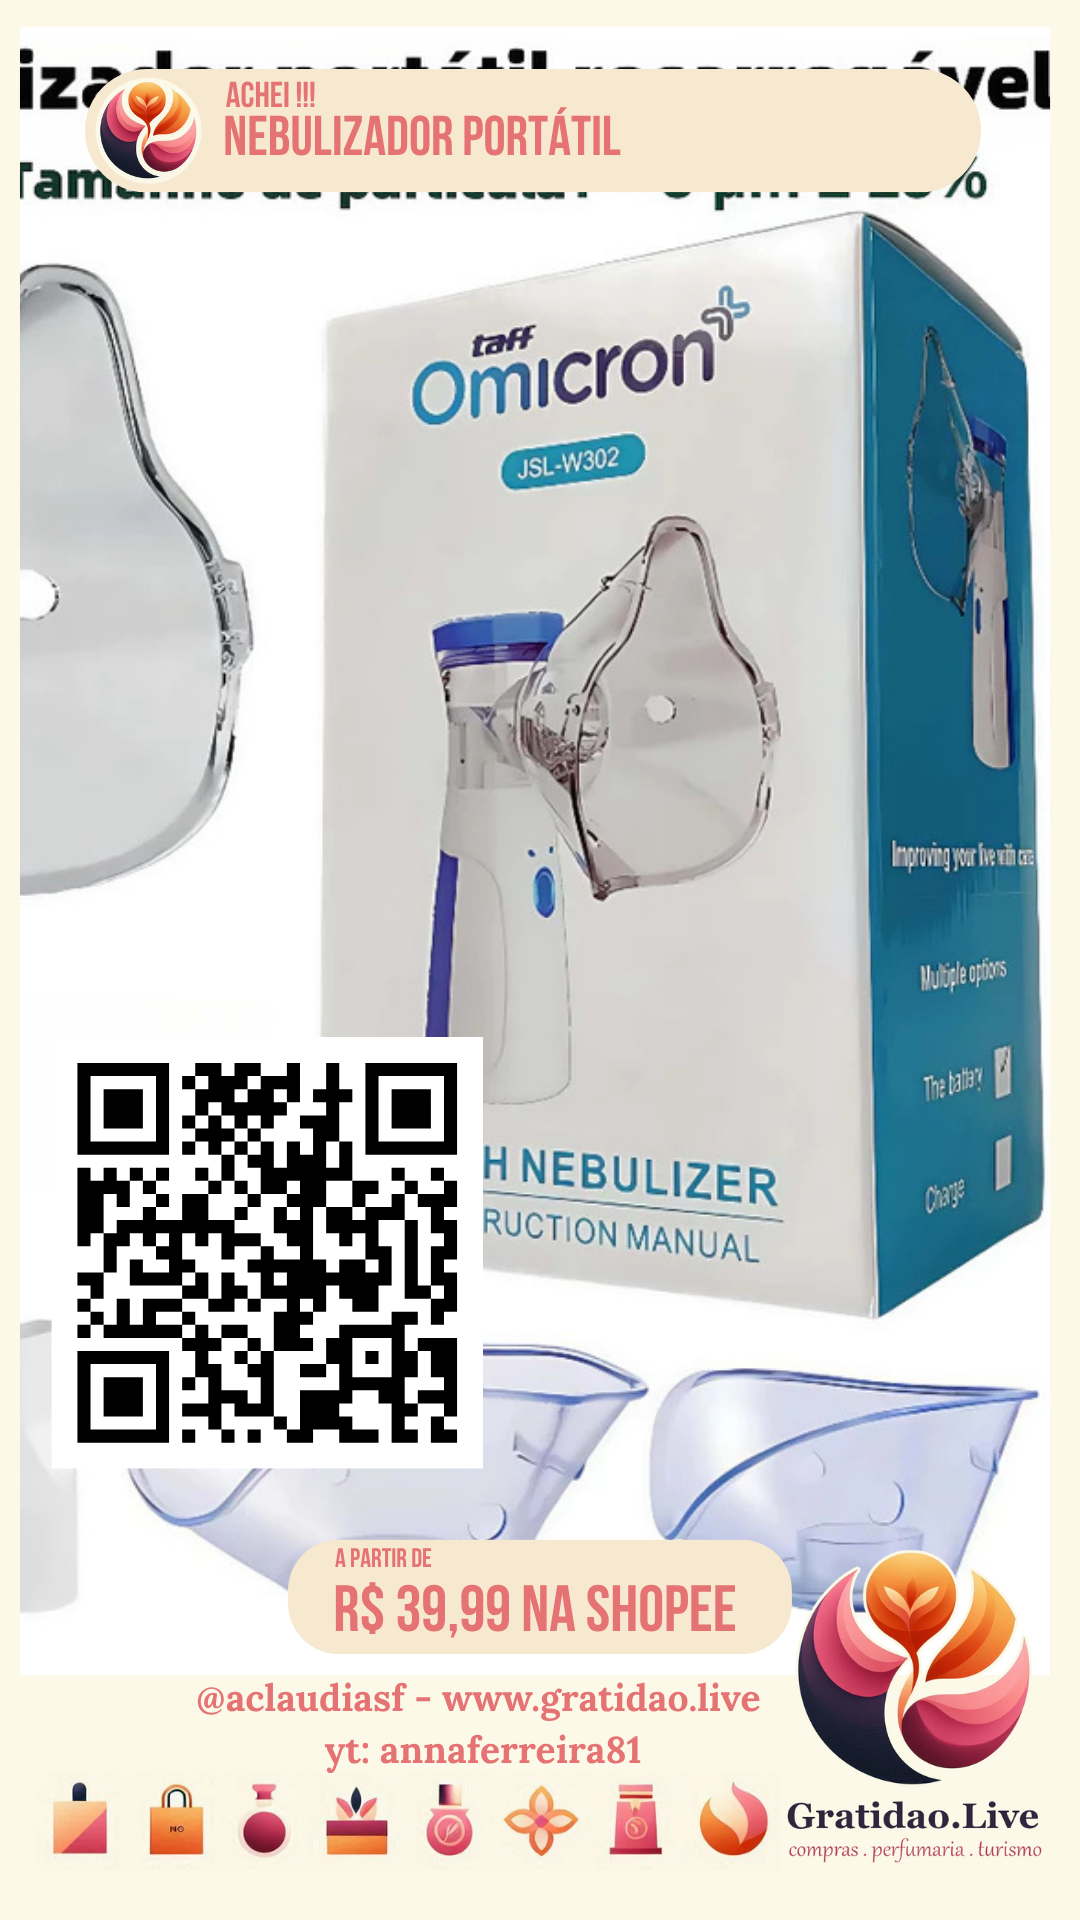 ACHEI !!!
NEBULIZADOR PORTÁTIL
taff
Omicron
JSL-W302
Improving your live with care
Multiple options
The battery
Charge
H NEBULIZER
RUCTION MANUAL
A PARTIR DE
R$ 39,99 NA SHOPEE
@aclaudiasf - www.gratidao.live
yt: annaferreira81
Gratidao.Live
compras . perfumaria . turismo